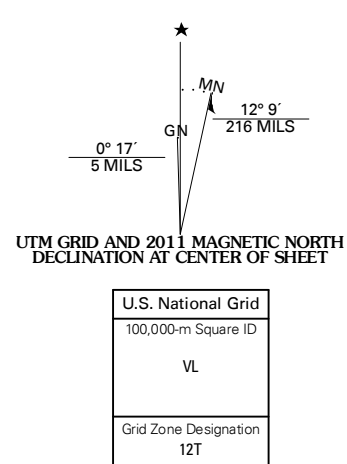 MN
GN
12° 9´
216 MILS
0° 17´
5 MILS
UTM GRID AND 2011 MAGNETIC NORTH
DECLINATION AT CENTER OF SHEET
U.S. National Grid
100,000-m Square ID
VL
Grid Zone Designation
12T